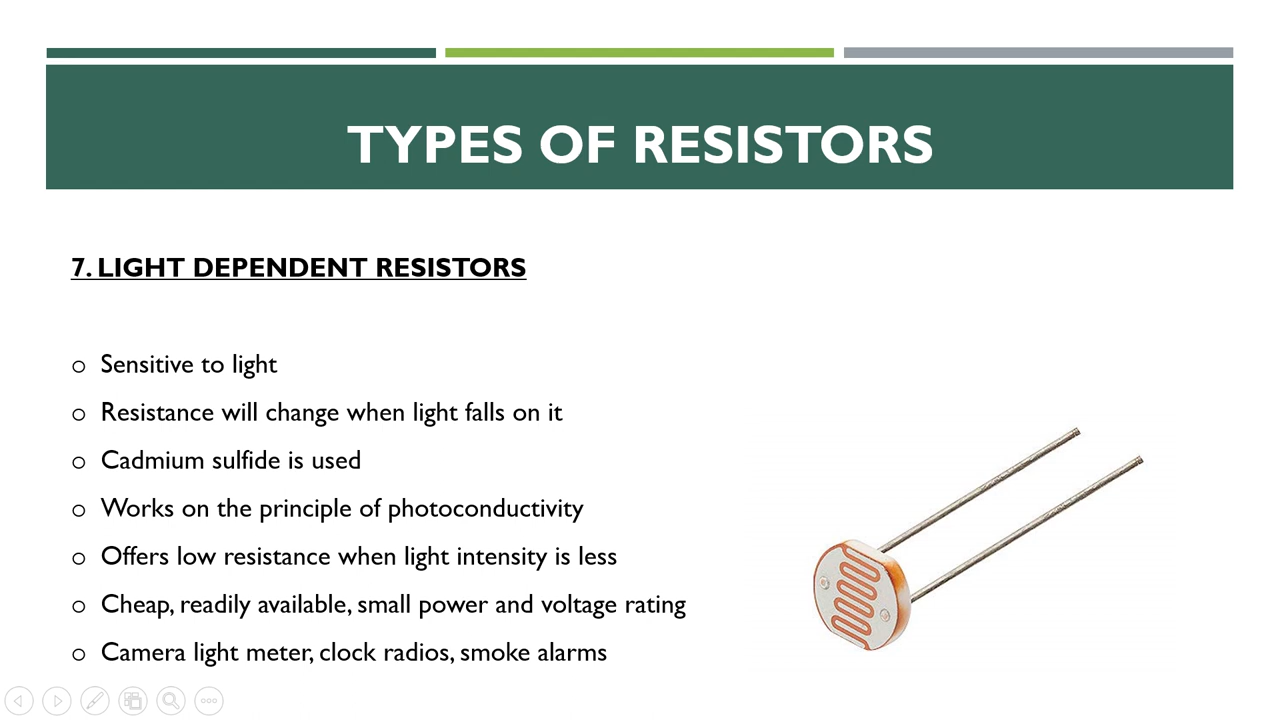 TYPES OF RESISTORS
7. LIGHT DEPENDENT RESISTORS
o Sensitive to light
o Resistance will change when light falls on it
o Cadmium sulfide is used
o Works on the principle of photoconductivity
o Offers low resistance when light intensity is less
o Cheap, readily available, small power and voltage rating
o Camera light meter, clock radios, smoke alarms